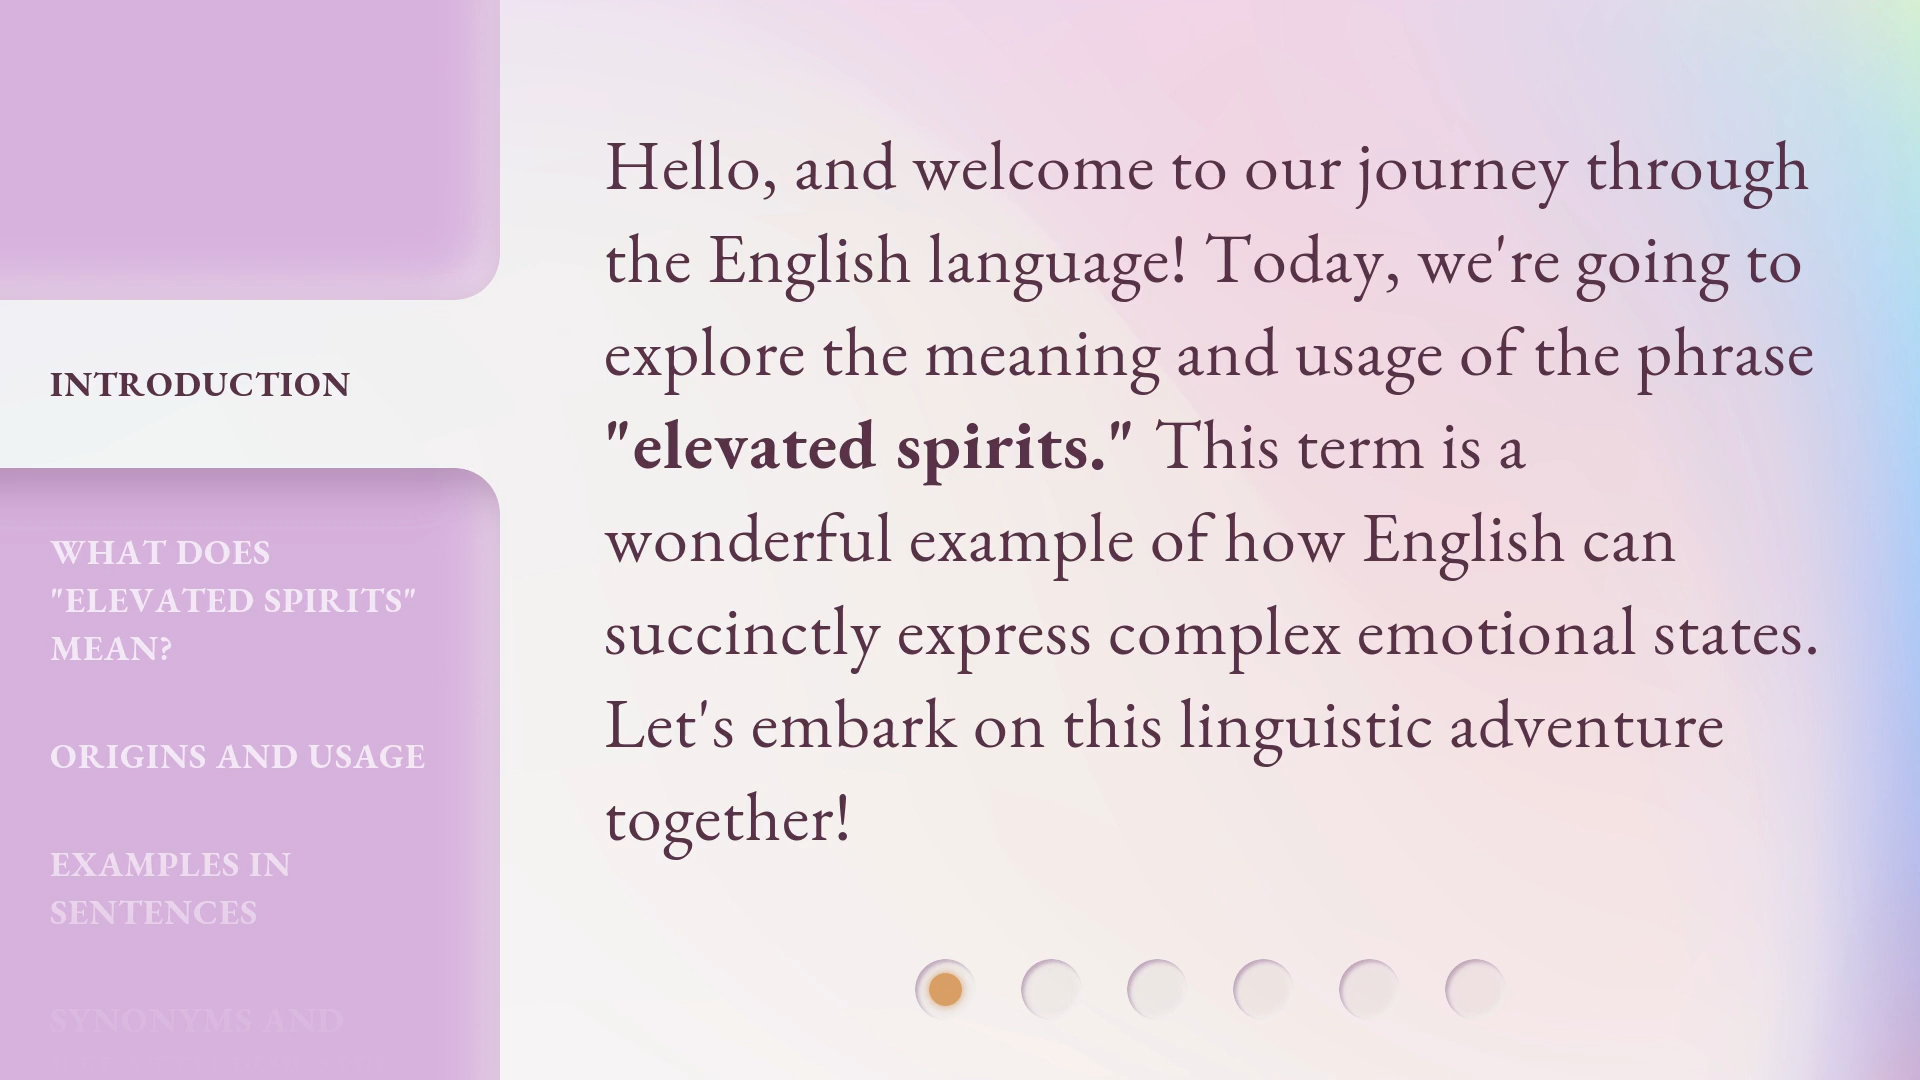 INTRODUCTION
WHAT DOES
"ELEVATED SPIRITS"
MEAN?
ORIGINS AND USAGE
EXAMPLES IN
SENTENCES
SYNONYMS AND
Hello, and welcome to our journey through
the English language! Today, we're going to
explore the meaning and usage of the phrase
"elevated spirits." This term is a
wonderful example of how English can
succinctly express complex emotional states.
Let's embark on this linguistic adventure
together!